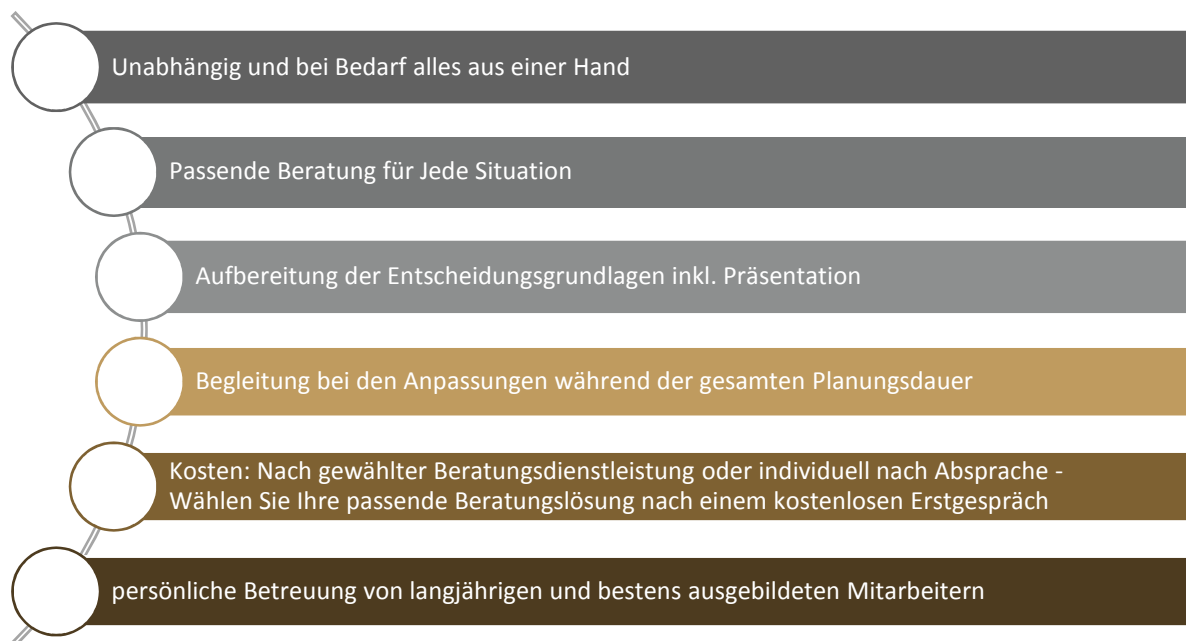 Unabhängig und bei Bedarf alles aus einer Hand
Passende Beratung für Jede Situation
Aufbereitung der Entscheidungsgrundlagen inkl. Präsentation
Begleitung bei den Anpassungen während der gesamten Planungsdauer
Kosten: Nach gewählter Beratungsdienstleistung oder individuell nach Absprache -
Wählen Sie Ihre passende Beratungslösung nach einem kostenlosen Erstgespräch
persönliche Betreuung von langjährigen und bestens ausgebildeten Mitarbeitern